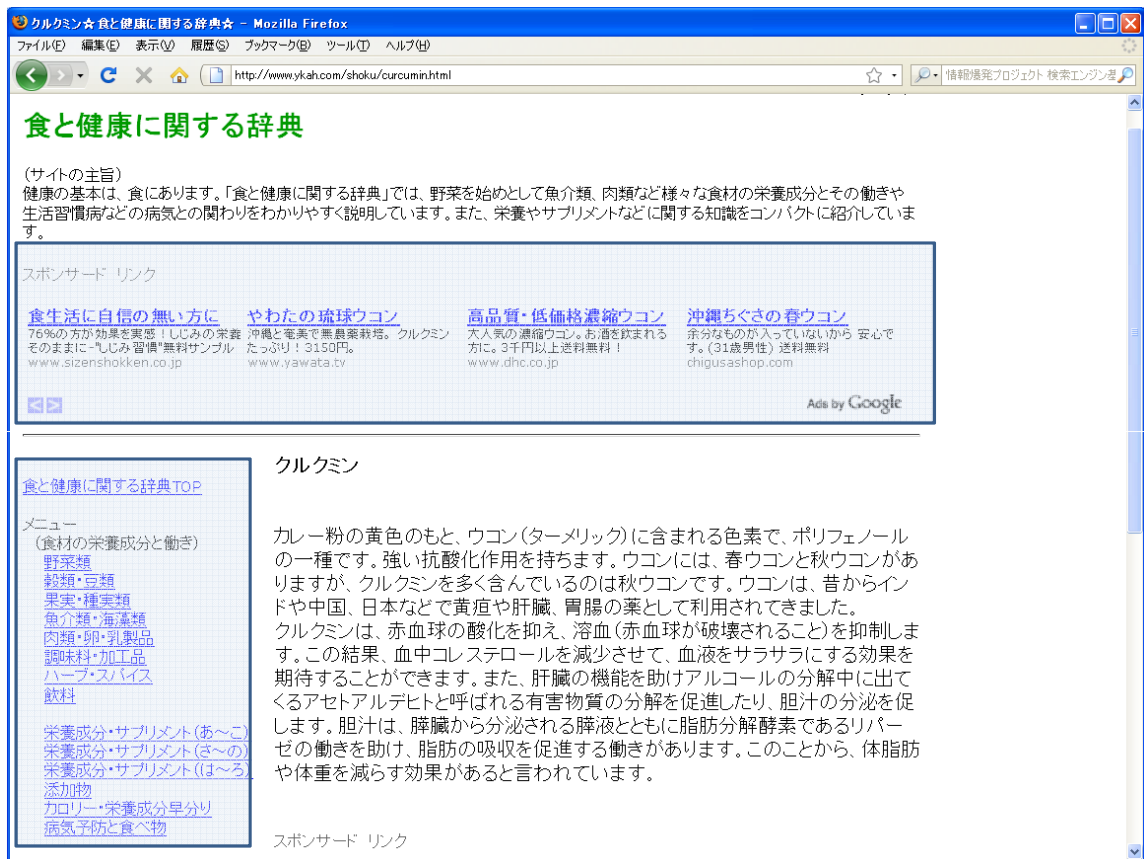 クルクミン☆食と健康に関する辞典☆ - Mozilla Firefox
ファイル(F) 編集(E) 表示(V) 履歴(S) ブックマーク(B) ツール(T) ヘルプ(H)
http://www.ykah.com/shoku/curcumin.html
情報爆発プロジェクト 検索エンジン基
食と健康に関する辞典
(サイトの主旨)
健康の基本は、食にあります。「食と健康に関する辞典」では、野菜を始めとして魚介類、肉類など様々な食材の栄養成分とその働きや
生活習慣病などの病気との関わりをわかりやすく説明しています。また、栄養やサプリメントなどに関する知識をコンパクトに紹介していま
す。
スポンサード リンク
食生活に自信の無い方に
76%の方が効果を実感!しじみの栄養
そのままに-"しじみ習慣"無料サンプル
www.sizenshokken.co.jp
やわたの琉球ウコン
沖縄と奄美で無農薬栽培。クルクミン
たっぷり!3150円。
www.yawata.tv
高品質・低価格濃縮ウコン
大人気の濃縮ウコン。お酒を飲まれる
方に。3千円以上送料無料!
www.dhc.co.jp
沖縄ちぐさの春ウコン
余分なものが入っていないから 安心で
す。(31歳男性) 送料無料
chigusashop.com
Ads by Google
食と健康に関する辞典TOP
メニュー
(食材の栄養成分と働き)
野菜類
穀類・豆類
果実・種実類
魚介類・海藻類
肉類・卵・乳製品
調味料・加工品
ハーブ・スパイス
飲料
栄養成分・サプリメント(あ~こ)
栄養成分・サプリメント(さ~の)
栄養成分・サプリメント((は~ろ)
添加物
カロリー・栄養成分早分り
病気予防と食べ物
クルクミン
カレー粉の黄色のもと、ウコン(ターメリック)に含まれる色素で、ポリフェノール
の一種です。強い抗酸化作用を持ちます。ウコンには、春ウコンと秋ウコンがあ
りますが、クルクミンを多く含んでいるのは秋ウコンです。ウコンは、昔からイン
ドや中国、日本などで黄疸や肝臓、胃腸の薬として利用されてきました。
クルクミンは、赤血球の酸化を抑え、溶血(赤血球が破壊されること)を抑制しま
す。この結果、血中コレステロールを減少させて、血液をサラサラにする効果を
期待することができます。また、肝臓の機能を助けアルコールの分解中に出て
くるアセトアルデヒトと呼ばれる有害物質の分解を促進したり、胆汁の分泌を促
します。胆汁は、膵臓から分泌される膵液とともに脂肪分解酵素であるリパー
ゼの働きを助け、脂肪の吸収を促進する働きがあります。このことから、体脂肪
や体重を減らす効果があると言われています。
スポンサード リンク